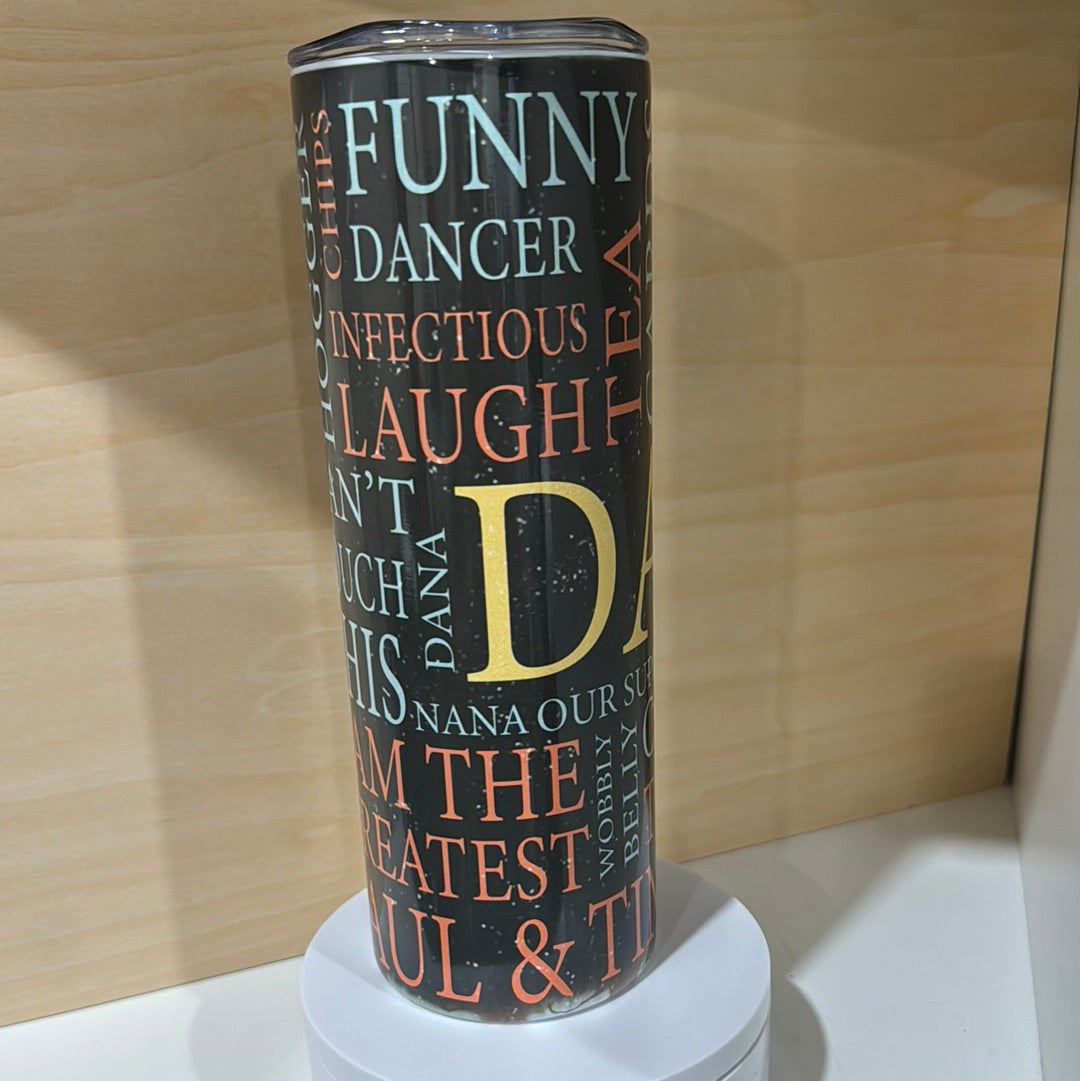 CHIPS
FUNNY
DANCER
INFECTIOUS
LAUGH
TEA
AN'T
UCH
HIS
DANA
DA
NANA OUR SU
AM THE
REATEST
WOBBLY
BELLY
AUL & TI